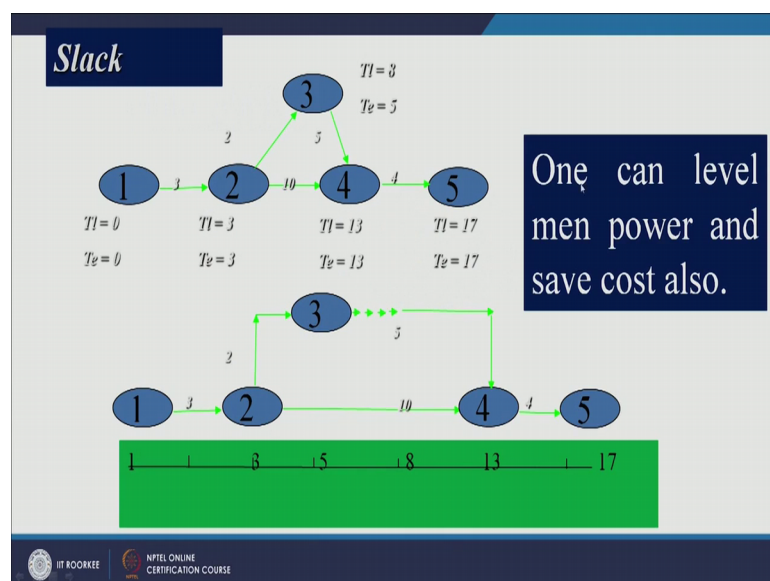 Slack
3
Tl = 8
Te = 5
2
5
1
3
2
10
4
4
5
Tl = 0
Tl = 3
Tl = 13
Tl = 17
Te = 0
Te = 3
Te = 13
Te = 17
One can level
men power and
save cost also.
3
5
2
1
3
2
10
4
4
5
1 3 5 8 13 17
IIT ROORKEE
NPTEL ONLINE
CERTIFICATION COURSE